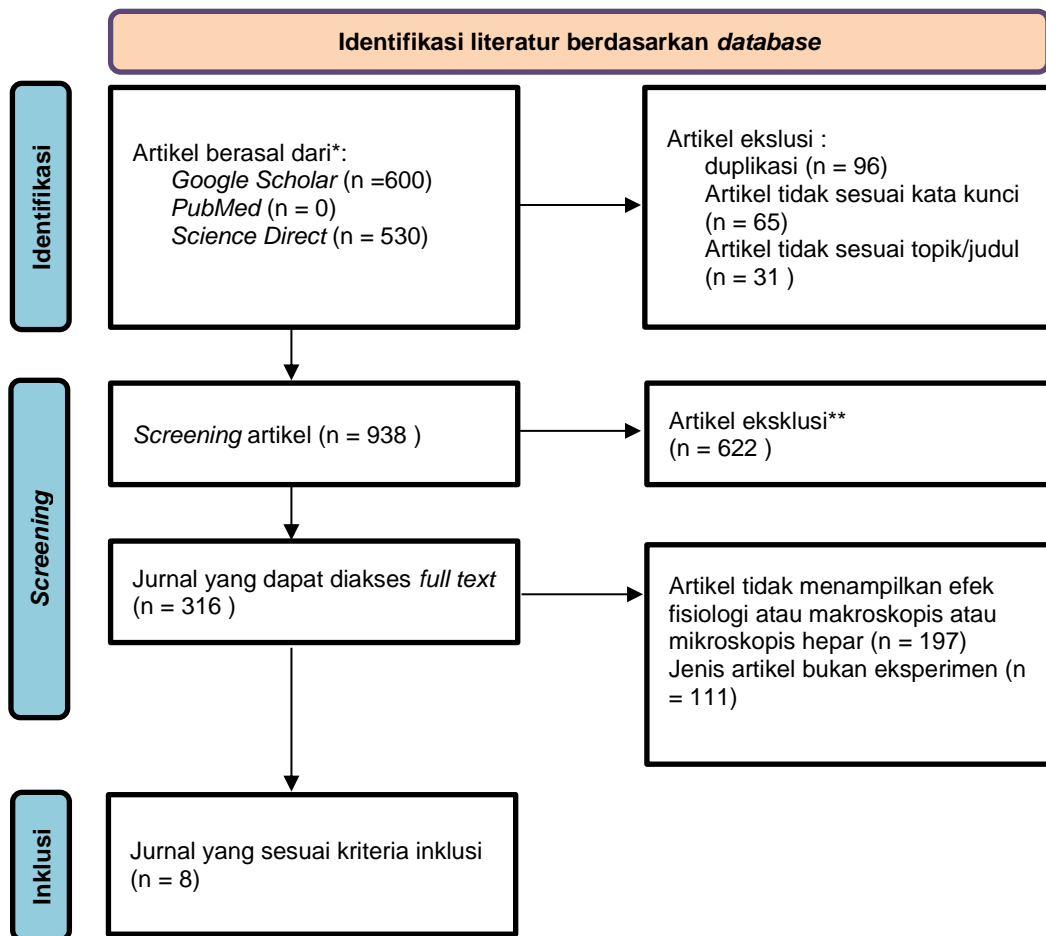 Identifikasi literatur berdasarkan database
Identifikasi
Artikel berasal dari*:
Google Scholar (n =600)
PubMed (n = 0)
Science Direct (n = 530)
Artikel ekslusi :
duplikasi (n = 96)
Artikel tidak sesuai kata kunci
(n = 65)
Artikel tidak sesuai topik/judul
(n = 31 )
Screening
Screening artikel (n = 938 )
Artikel eksklusi**
(n = 622 )
Jurnal yang dapat diakses full text
(n = 316 )
Artikel tidak menampilkan efek
fisiologi atau makroskopis atau
mikroskopis hepar (n = 197)
Jenis artikel bukan eksperimen (n
= 111)
Inklusi
Jurnal yang sesuai kriteria inklusi
(n = 8)